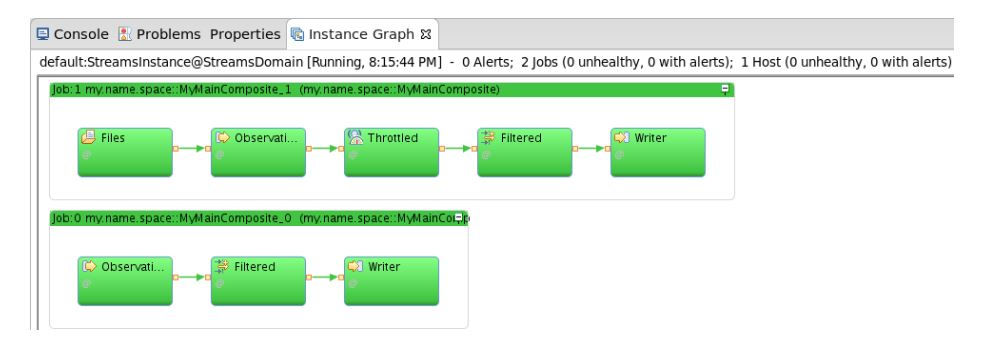 Console Problems Properties Instance Graph
default:StreamsInstance@StreamsDomain [Running, 8:15:44 PM] - 0 Alerts; 2 Jobs (0 unhealthy, 0 with alerts); 1 Host (0 unhealthy, 0 with alerts)
Job:1 my.name.space::MyMainComposite_1 (my.name.space::MyMainComposite)
Files Observati... Throttled Filtered Writer
@ @ @ @ @
Job:0 my.name.space::MyMainComposite_0 (my.name.space::MyMainCom
Observati... Filtered Writer
@ @ @